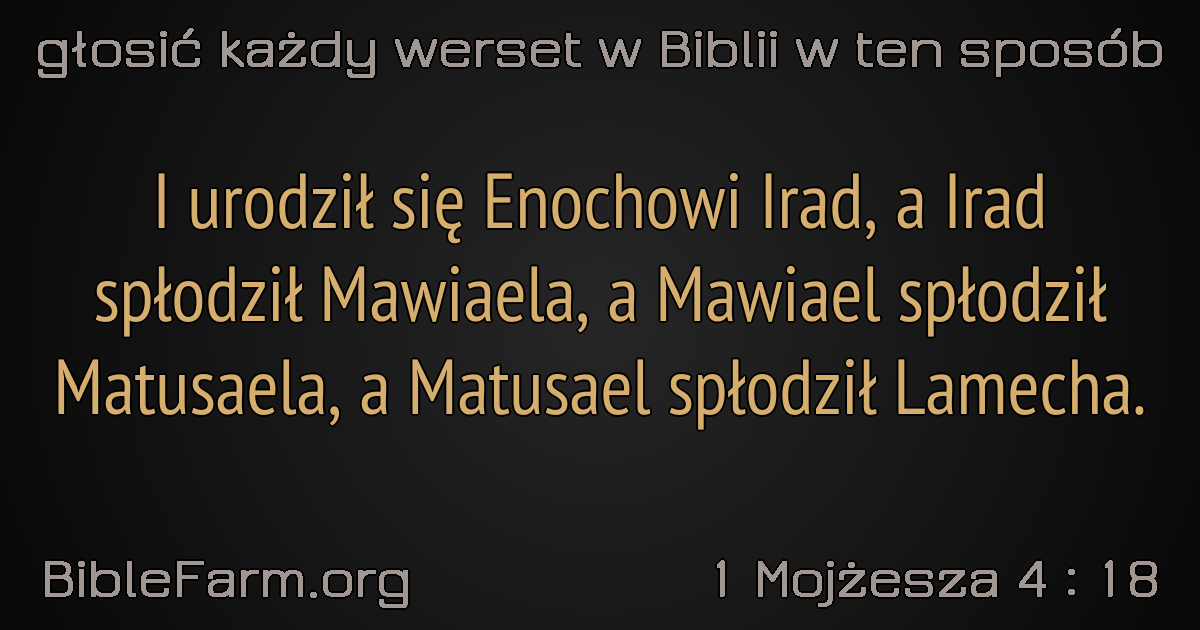 głosić każdy werset w Biblii w ten sposób
I urodził się Enochowi Irad, a Irad
spłodził Mawiaela, a Mawiael spłodził
Matusaela, a Matusael spłodził Lamecha.
BibleFarm.org
1 Mojżesza 4 : 18